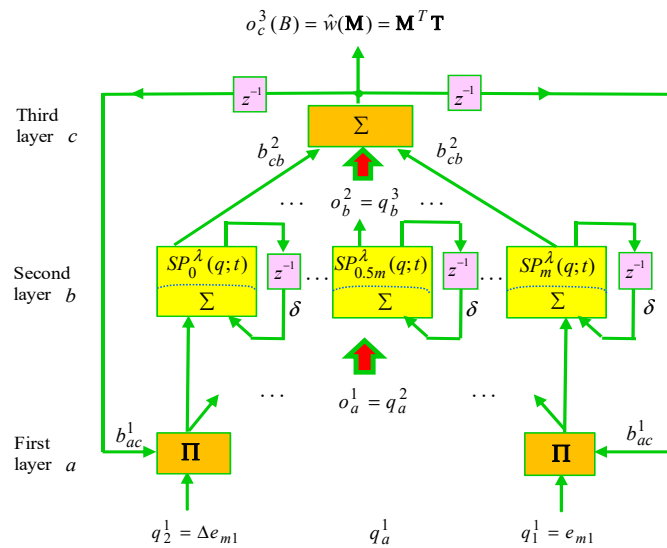 o_c^3(B) = ŵ(𝐌) = 𝐌^T 𝐓
z^{-1} z^{-1}
Third layer c
Σ
b_{cb}^2 b_{cb}^2
··· o_b^2 = q_b^3 ···
Second layer b
SP_0^λ(q;t) z^{-1} ··· SP_{0.5m}^λ(q;t) z^{-1} ··· SP_m^λ(q;t) z^{-1}
Σ δ Σ δ Σ δ
··· ···
o_a^1 = q_a^2
First layer a
b_{ac}^1 b_{ac}^1
Π Π
q_2^1 = Δe_{m1} q_a^1 q_1^1 = e_{m1}